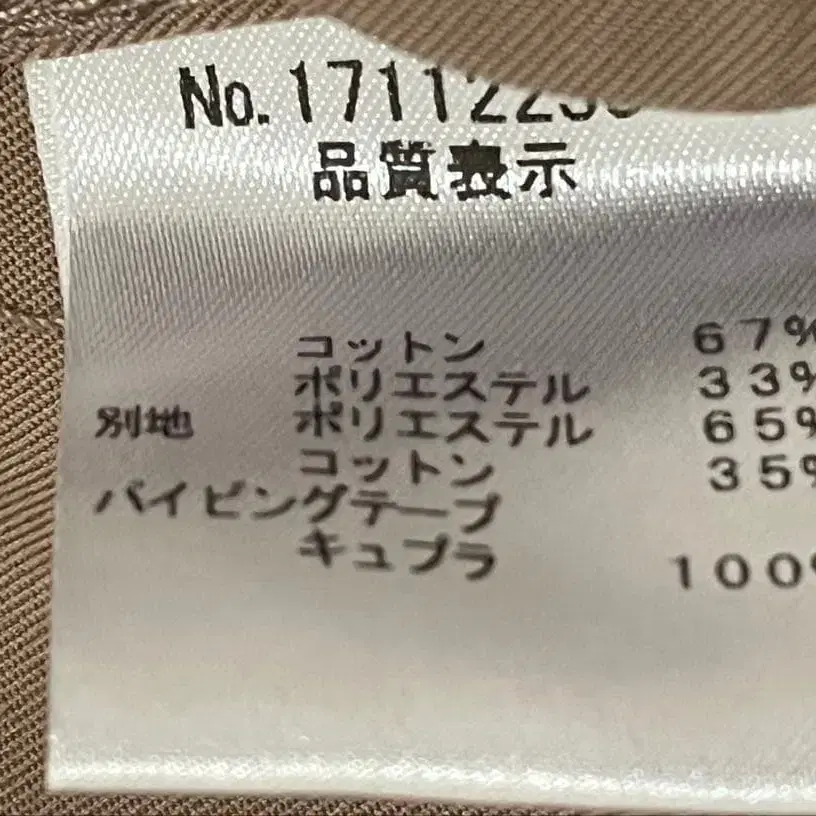 No.171122
品質表示
コットン 67%
ポリエステル 33%
別地 ポリエステル 65%
コットン 35%
パイピングテープ
キュプラ 100%